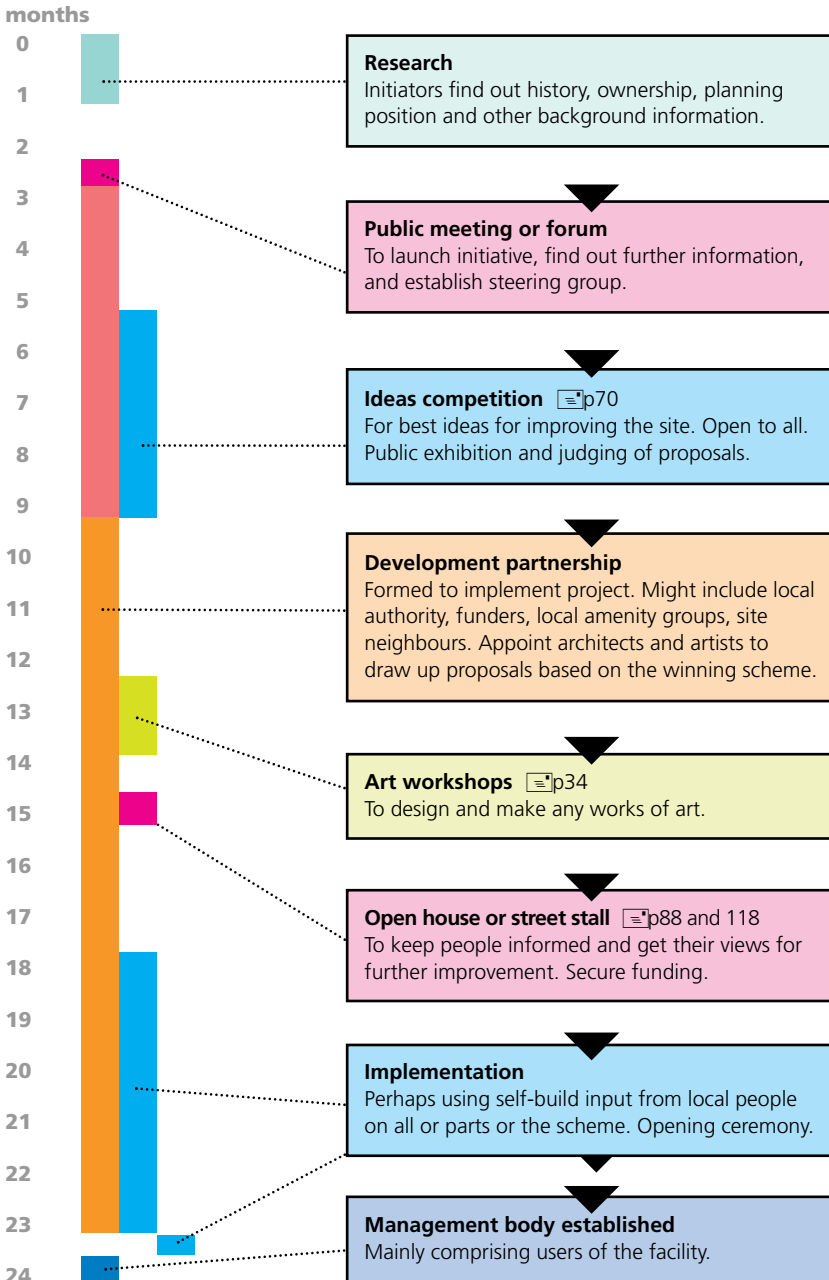 months
0
1
2
3
4
5
6
7
8
9
10
11
12
13
14
15
16
17
18
19
20
21
22
23
24
Research
Initiators find out history, ownership, planning
position and other background information.
Public meeting or forum
To launch initiative, find out further information,
and establish steering group.
Ideas competition p70
For best ideas for improving the site. Open to all.
Public exhibition and judging of proposals.
Development partnership
Formed to implement project. Might include local
authority, funders, local amenity groups, site
neighbours. Appoint architects and artists to
draw up proposals based on the winning scheme.
Art workshops p34
To design and make any works of art.
Open house or street stall p88 and 118
To keep people informed and get their views for
further improvement. Secure funding.
Implementation
Perhaps using self-build input from local people
on all or parts or the scheme. Opening ceremony.
Management body established
Mainly comprising users of the facility.